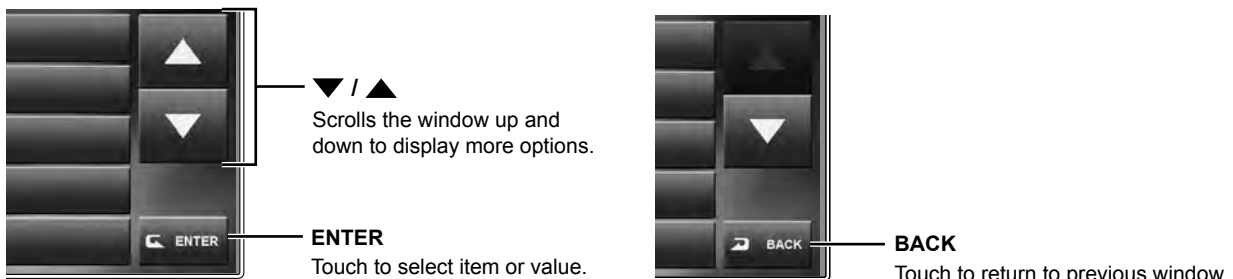 ▼ / ▲
Scrolls the window up and
down to display more options.
ENTER
ENTER
Touch to select item or value.
BACK
BACK
Touch to return to previous window